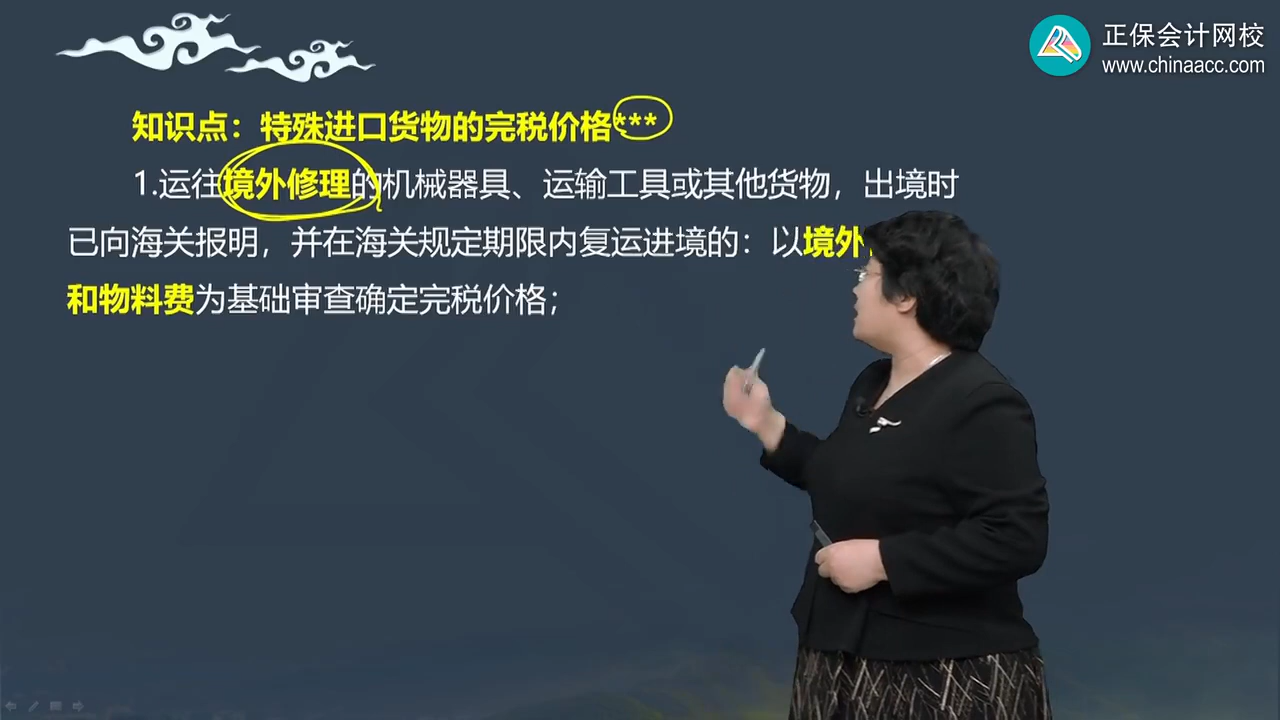 正保会计网校
www.chinaacc.com
知识点：特殊进口货物的完税价格***
1.运往境外修理的机械器具、运输工具或其他货物，出境时
已向海关报明，并在海关规定期限内复运进境的：以境外
和物料费为基础审查确定完税价格；